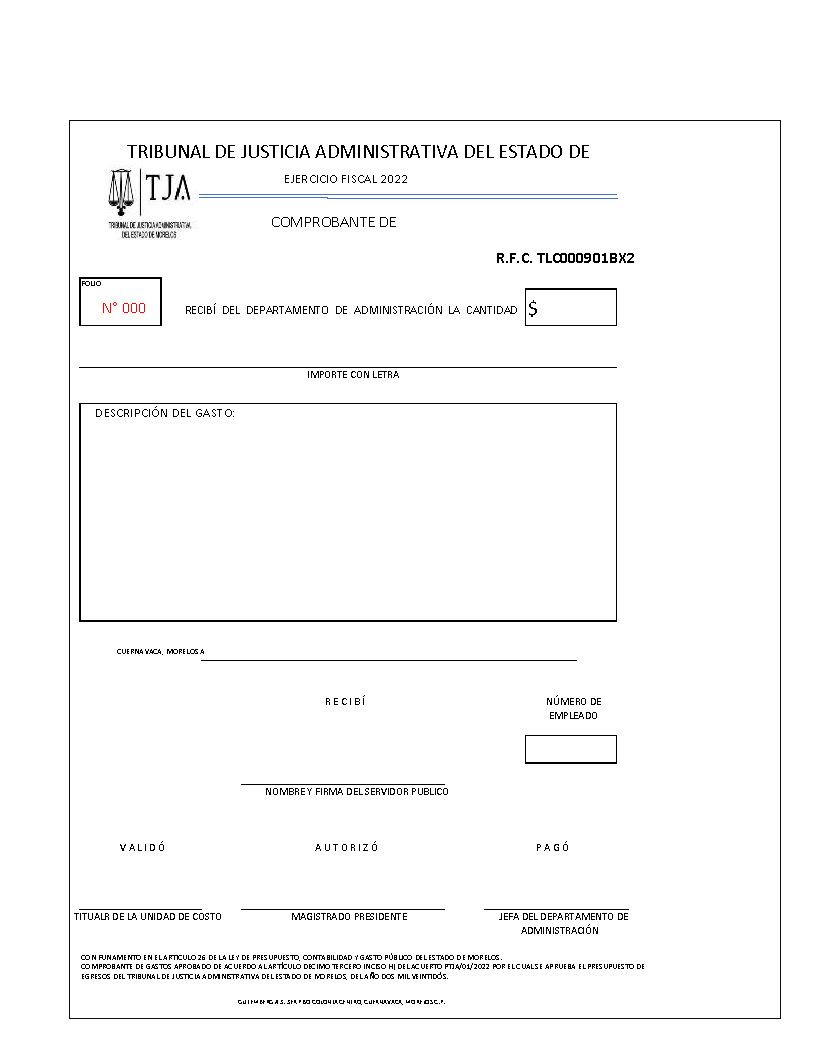 TRIBUNAL DE JUSTICIA ADMINISTRATIVA DEL ESTADO DE
TJA
TRIBUNAL DE JUSTICIA ADMINISTRATIVA
DEL ESTADO DE MORELOS
EJERCICIO FISCAL 2022
COMPROBANTE DE
R.F.C. TLC000901BX2
FOLIO
N° 000
RECIBÍ DEL DEPARTAMENTO DE ADMINISTRACIÓN LA CANTIDAD
$
IMPORTE CON LETRA
DESCRIPCIÓN DEL GASTO:
CUERNAVACA, MORELOS A
RECIBÍ
NÚMERO DE
EMPLEADO
NOMBRE Y FIRMA DEL SERVIDOR PUBLICO
VALIDÓ
AUTORIZÓ
PAGÓ
TITUALR DE LA UNIDAD DE COSTO
MAGISTRADO PRESIDENTE
JEFA DEL DEPARTAMENTO DE
ADMINISTRACIÓN
CON FUNAMENTO EN EL ARTICULO 26 DE LA LEY DE PRESUPUESTO, CONTABILIDAD Y GASTO PÚBLICO DEL ESTADO DE MORELOS.
COMPROBANTE DE GASTOS APROBADO DE ACUERDO AL ARTÍCULO DECIMO TERCERO INCISO H) DEL ACUERTO PTJA/01/2022 POR EL CUAL SE APRUEBA EL PRESUPUESTO DE
EGRESOS DEL TRIBUNAL DE JUSTICIA ADMINISTRATIVA DEL ESTADO DE MORELOS, DEL AÑO DOS MIL VEINTIDÓS.
COLONIA CENTRO, CUERNAVACA, MORELOS C.P.